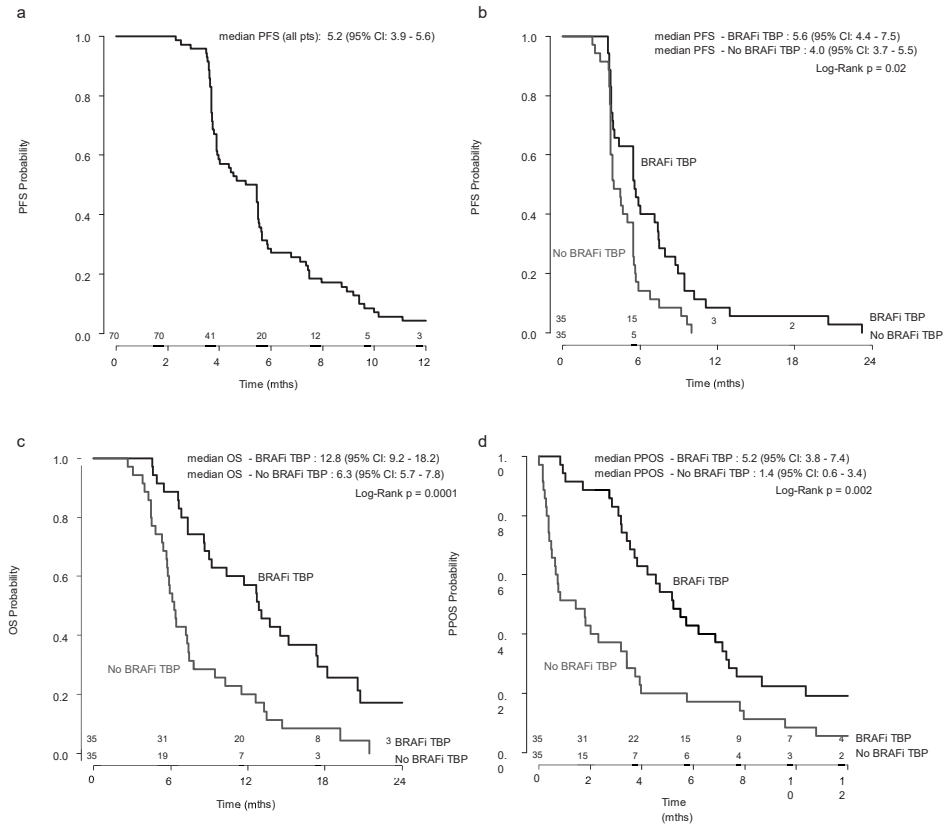 a
median PFS (all pts): 5.2 (95% CI: 3.9 - 5.6)
PFS Probability
1.0
0.8
0.6
0.4
0.2
0.0
70 70 41 20 12 5 3
0 2 4 6 8 10 12
Time (mths)
b
median PFS - BRAFi TBP : 5.6 (95% CI: 4.4 - 7.5)
median PFS - No BRAFi TBP : 4.0 (95% CI: 3.7 - 5.5)
Log-Rank p = 0.02
PFS Probability
1.0
0.8
0.6
0.4
0.2
0.0
BRAFi TBP
No BRAFi TBP
35 15 3 2 BRAFi TBP
35 5 No BRAFi TBP
0 6 12 18 24
Time (mths)
c
median OS - BRAFi TBP : 12.8 (95% CI: 9.2 - 18.2)
median OS - No BRAFi TBP : 6.3 (95% CI: 5.7 - 7.8)
Log-Rank p = 0.0001
OS Probability
1.0
0.8
0.6
0.4
0.2
0.0
BRAFi TBP
No BRAFi TBP
35 31 20 8 3 BRAFi TBP
35 19 7 3 No BRAFi TBP
0 6 12 18 24
Time (mths)
d
median PPOS - BRAFi TBP : 5.2 (95% CI: 3.8 - 7.4)
median PPOS - No BRAFi TBP : 1.4 (95% CI: 0.6 - 3.4)
Log-Rank p = 0.002
PPOS Probability
1.
0
0.
8
0.
6
0.
4
0.
2
0.
0
BRAFi TBP
No BRAFi TBP
35 31 22 15 9 7 4 BRAFi TBP
35 15 7 6 4 3 2 No BRAFi TBP
0 2 4 6 8 1 1
0 2
Time
(mths)